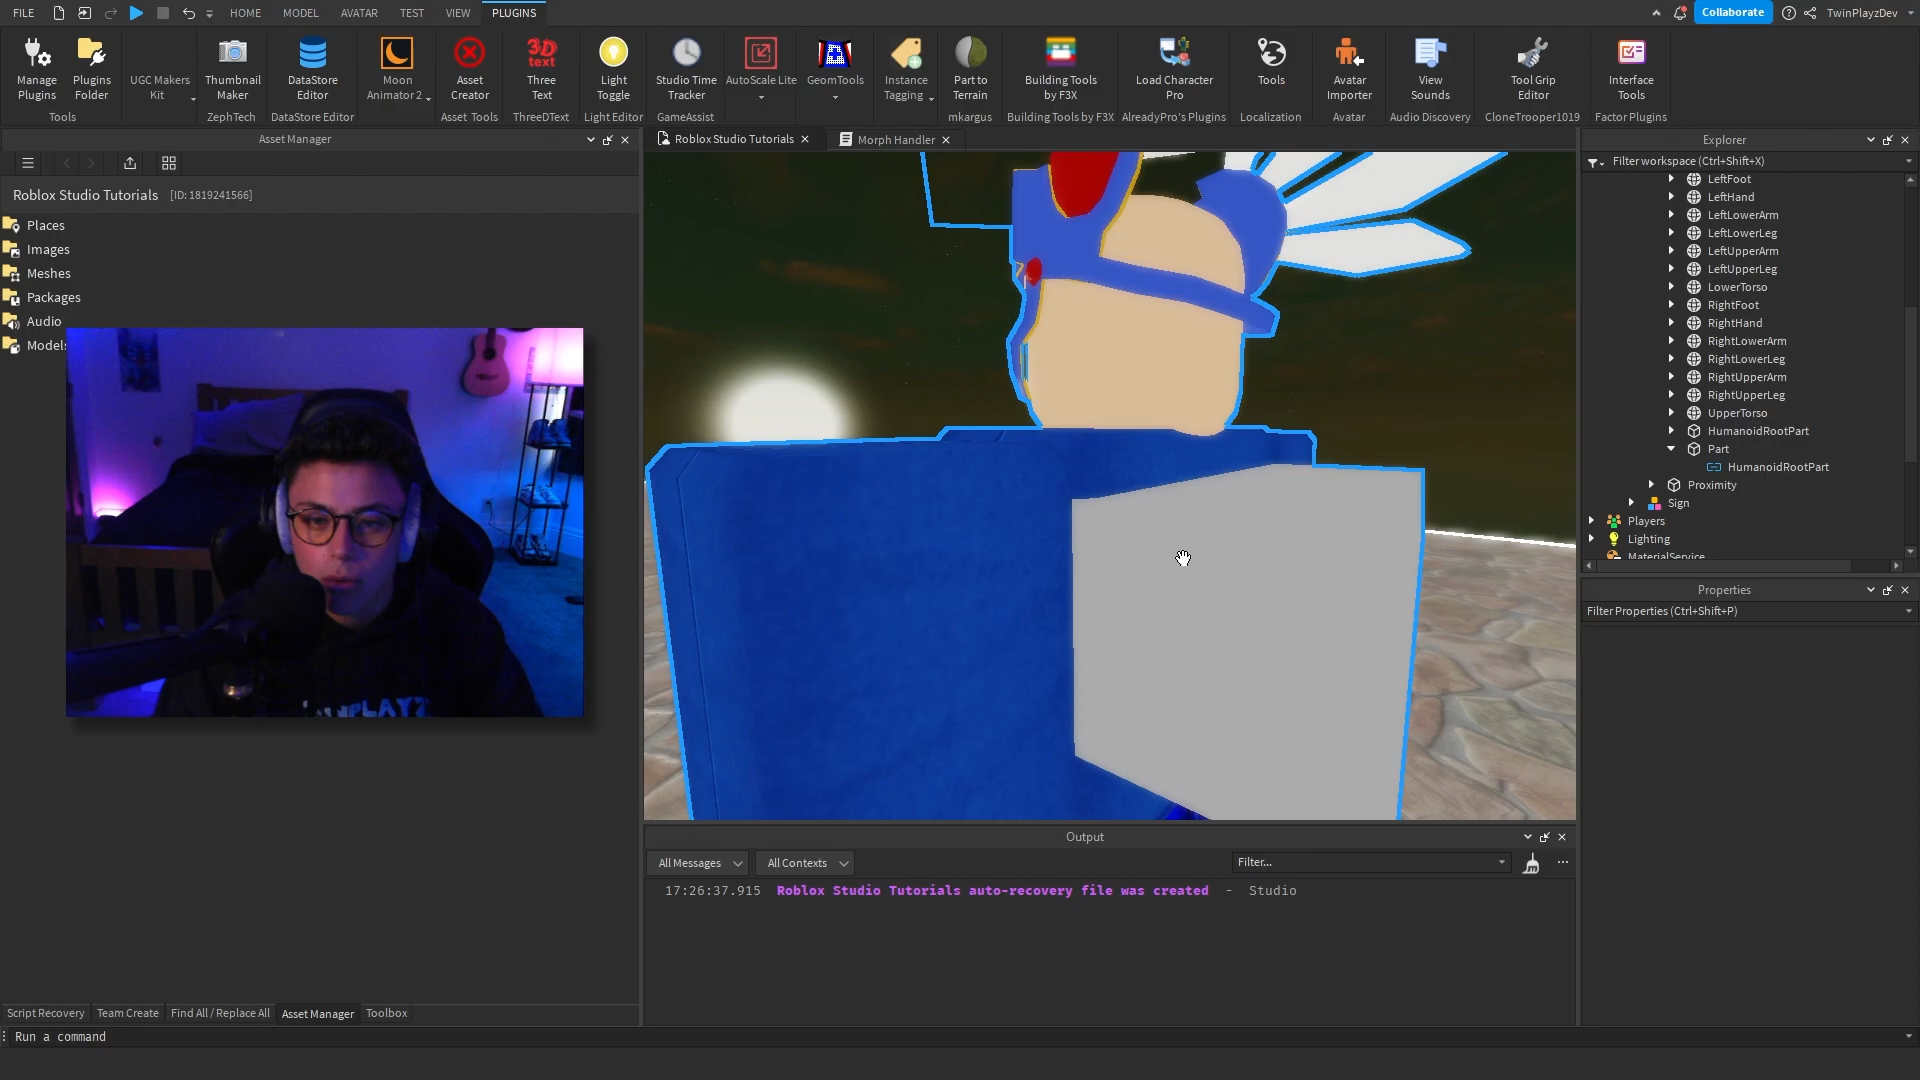 FILE HOME MODEL AVATAR TEST VIEW PLUGINS Collaborate TwinPlayzDev
Manage Plugins
Plugins Folder
UGC Makers Kit
Thumbnail Maker
DataStore Editor
Moon Animator 2
Asset Creator
Three Text
Light Toggle
Studio Time Tracker
AutoScale Lite
GeomTools
Instance Tagging
Part to Terrain
Building Tools by F3X
Load Character Pro
Tools
Avatar Importer
View Sounds
Tool Grip Editor
Interface Tools
3D text
Tools ZephTech DataStore Editor Asset Tools ThreeDText Light Editor GameAssist mkargus Building Tools by F3X AlreadyPro's Plugins Localization Avatar Audio Discovery CloneTrooper1019 Factor Plugins
Asset Manager
Roblox Studio Tutorials [ID: 1819241566]
Places
Images
Meshes
Packages
Audio
Models
Script Recovery Team Create Find All / Replace All Asset Manager Toolbox
Run a command
Roblox Studio Tutorials Morph Handler
Output
All Messages All Contexts Filter...
17:26:37.915 Roblox Studio Tutorials auto-recovery file was created - Studio
Explorer
Filter workspace (Ctrl+Shift+X)
LeftFoot
LeftHand
LeftLowerArm
LeftLowerLeg
LeftUpperArm
LeftUpperLeg
LowerTorso
RightFoot
RightHand
RightLowerArm
RightLowerLeg
RightUpperArm
RightUpperLeg
UpperTorso
HumanoidRootPart
Part
HumanoidRootPart
Proximity
Sign
Players
Lighting
MaterialService
Properties
Filter Properties (Ctrl+Shift+P)